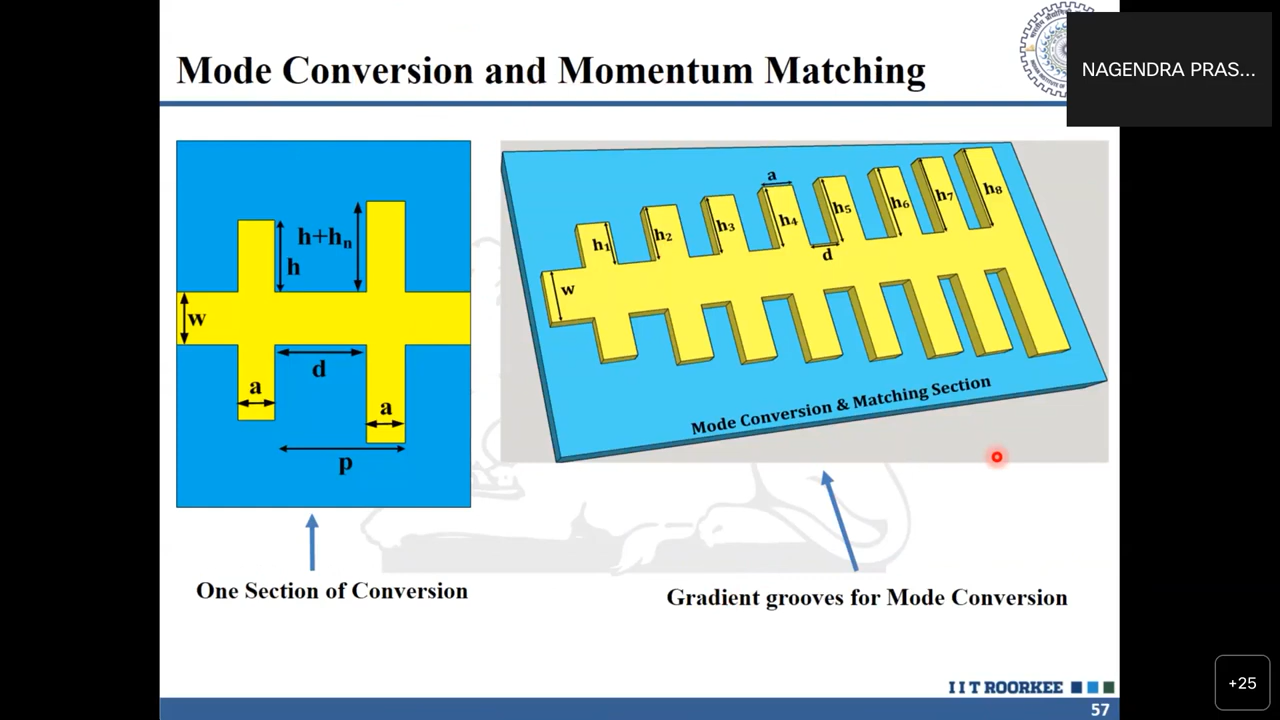 Mode Conversion and Momentum Matching
NAGENDRA PRAS...
h+hn
h
w
d
a
a
p
One Section of Conversion
a
h1
h2
h3
h4
h5
h6
h7
h8
w
d
Mode Conversion & Matching Section
Gradient grooves for Mode Conversion
I I T ROORKEE
57
+25